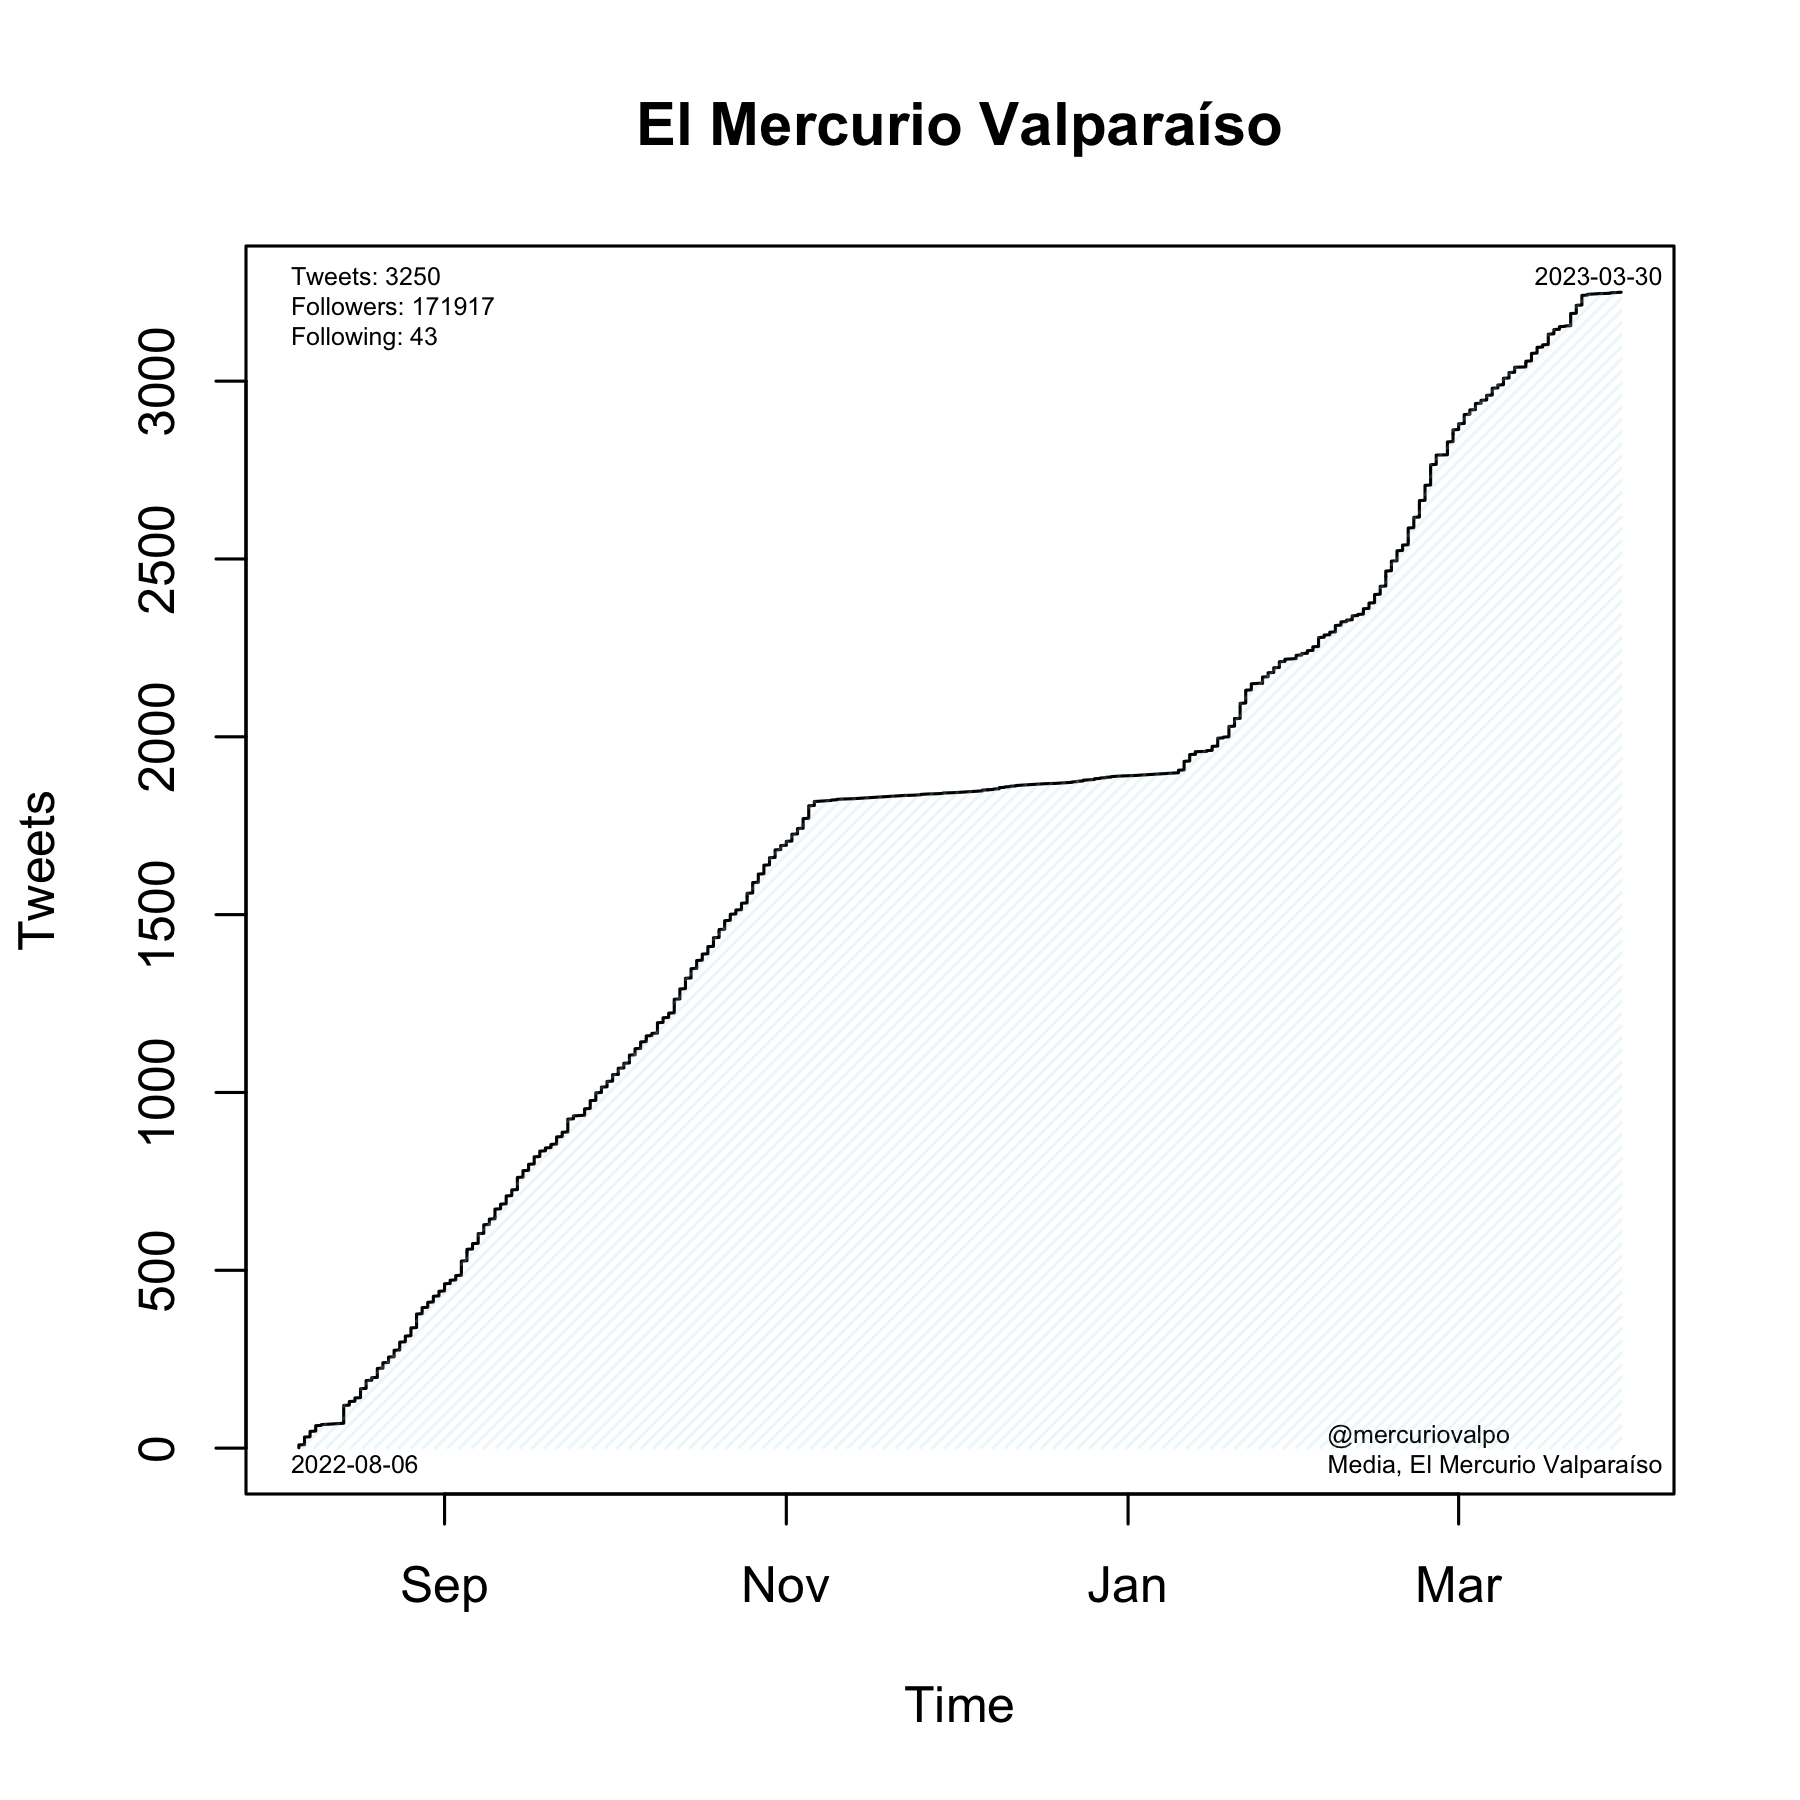 El Mercurio Valparaíso
Tweets: 3250
Followers: 171917
Following: 43
2023-03-30
Tweets
3000
2500
2000
1500
1000
500
0
@mercuriovalpo
Media, El Mercurio Valparaíso
2022-08-06
Sep
Nov
Jan
Mar
Time